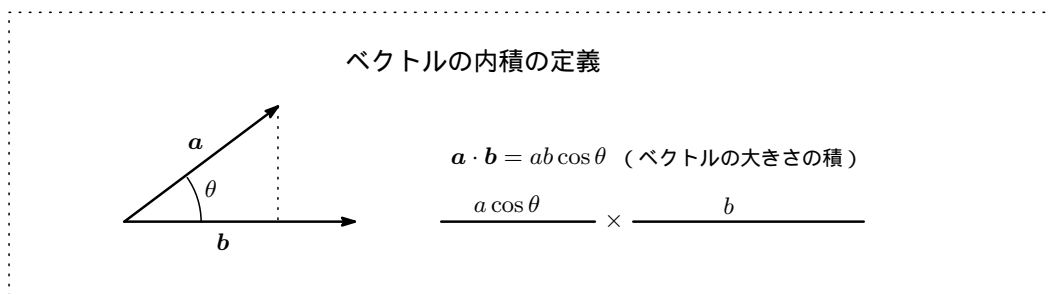 ベクトルの内積の定義
a
θ
b
a · b = ab cos θ （ベクトルの大きさの積）
a cos θ × b